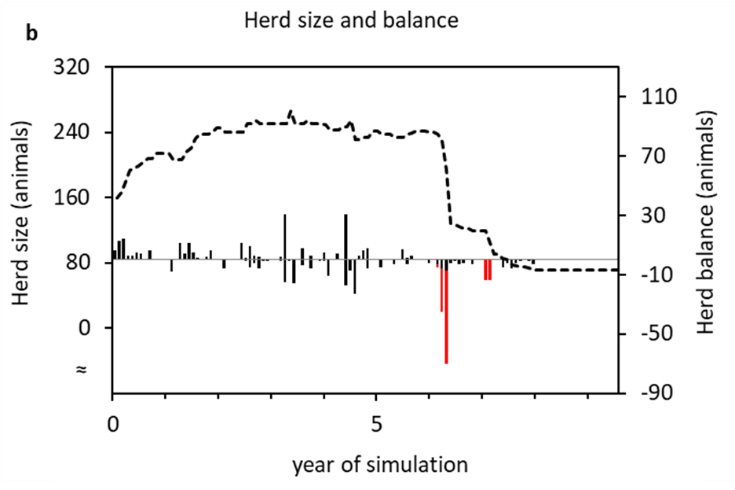 Herd size and balance
b
320
240
160
80
0
≈
110
70
30
-10
-50
-90
Herd size (animals)
Herd balance (animals)
0
5
year of simulation